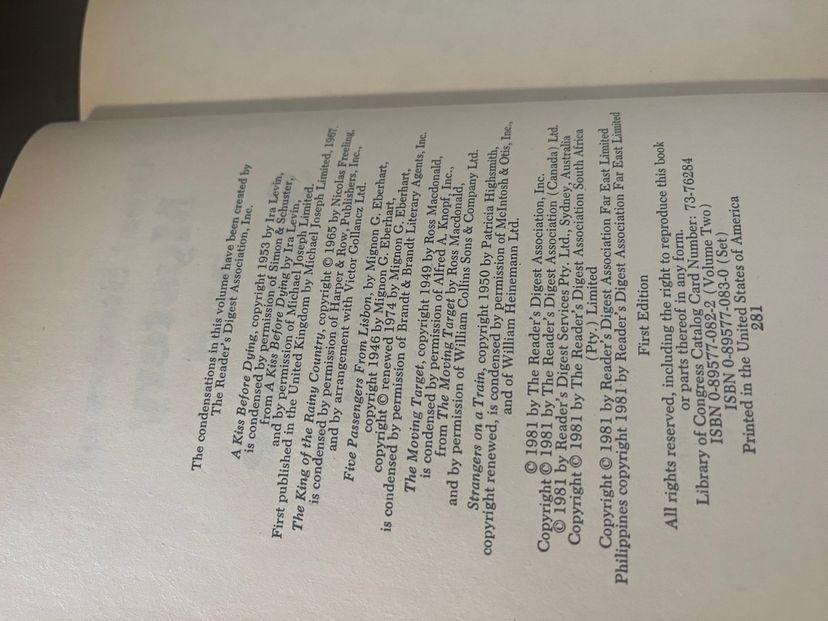 The condensations in this volume have been created by
The Reader's Digest Association, Inc.
A Kiss Before Dying, copyright 1953 by Ira Levin,
is condensed by permission of Simon & Schuster,
from A Kiss Before Dying by Ira Levin,
and by permission of Michael Joseph Limited,
First published in the United Kingdom by Michael Joseph Limited, 1967.
The King of the Rainy Country, copyright © 1965 by Nicolas Freeling,
is condensed by permission of Harper & Row, Publishers, Inc.,
and by arrangement with Victor Gollancz Ltd.
Five Passengers From Lisbon, by Mignon G. Eberhart,
copyright 1946 by Mignon G. Eberhart,
copyright © renewed 1974 by Mignon G. Eberhart,
is condensed by permission of Brandt & Brandt Literary Agents, Inc.
The Moving Target, copyright 1949 by Ross Macdonald,
is condensed by permission of Alfred A. Knopf, Inc.,
from The Moving Target by Ross Macdonald,
and by permission of William Collins Sons & Company Ltd.
Strangers on a Train, copyright 1950 by Patricia Highsmith,
copyright renewed, is condensed by permission of McIntosh & Otis, Inc.,
and of William Heinemann Ltd.
© 1981 by The Reader's Digest Association, Inc.
Copyright © 1981 by The Reader's Digest Association (Canada) Ltd.
© 1981 by Reader's Digest Services Pty. Ltd., Sydney, Australia
Copyright © 1981 by The Reader's Digest Association South Africa
(Pty.) Limited
Copyright © 1981 by Reader's Digest Association Far East Limited
Philippines copyright 1981 by Reader's Digest Association Far East Limited
First Edition
All rights reserved, including the right to reproduce this book
or parts thereof in any form.
Library of Congress Catalog Card Number: 73-76284
ISBN 0-89577-082-2 (Volume Two)
ISBN 0-89577-083-0 (Set)
Printed in the United States of America
281